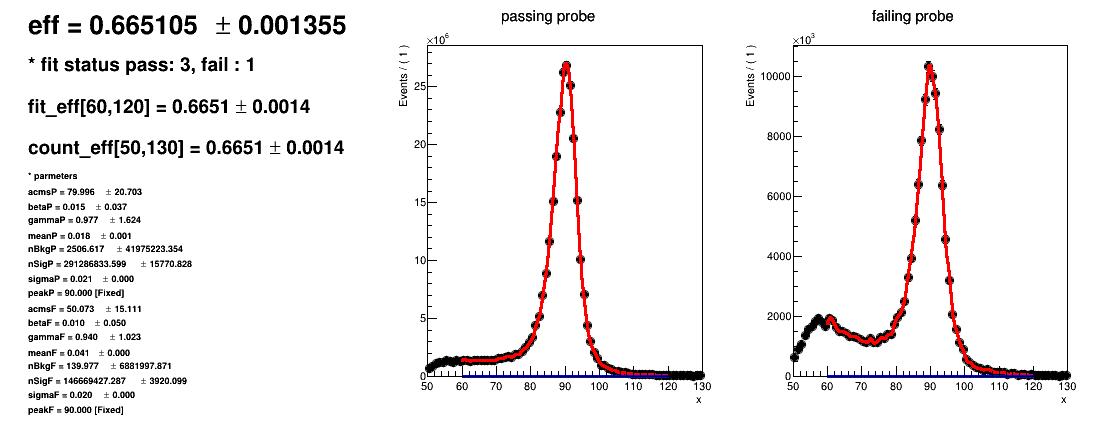 eff = 0.665105 ± 0.001355
* fit status pass: 3, fail : 1
fit_eff[60,120] = 0.6651 ± 0.0014
count_eff[50,130] = 0.6651 ± 0.0014
* parmeters
acmsP = 79.996 ± 20.703
betaP = 0.015 ± 0.037
gammaP = 0.977 ± 1.624
meanP = 0.018 ± 0.001
nBkgP = 2506.617 ± 41975223.354
nSigP = 291286833.599 ± 15770.828
sigmaP = 0.021 ± 0.000
peakP = 90.000 [Fixed]
acmsF = 50.073 ± 15.111
betaF = 0.010 ± 0.050
gammaF = 0.940 ± 1.023
meanF = 0.041 ± 0.000
nBkgF = 139.977 ± 6881997.871
nSigF = 146669427.287 ± 3920.099
sigmaF = 0.020 ± 0.000
peakF = 90.000 [Fixed]
passing probe
×10⁶
Events / ( 1 )
25
20
15
10
5
0
50 60 70 80 90 100 110 120 130
x
failing probe
×10³
Events / ( 1 )
10000
8000
6000
4000
2000
0
50 60 70 80 90 100 110 120 130
x